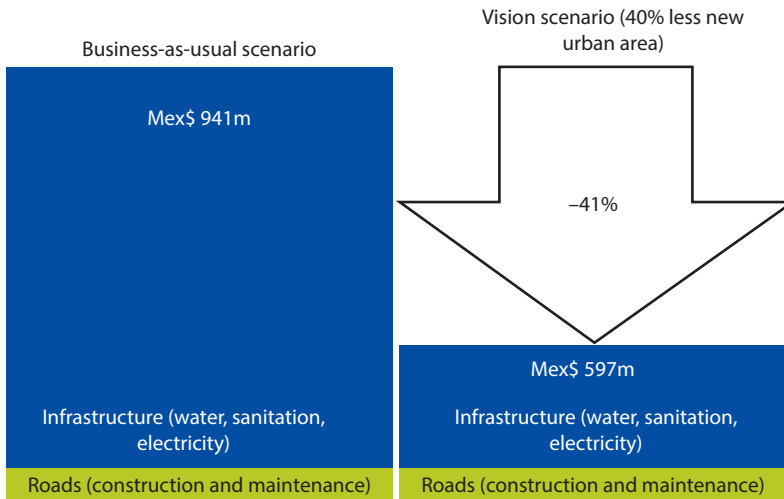 Business-as-usual scenario
Mex$ 941m
Infrastructure (water, sanitation,
electricity)
Roads (construction and maintenance)
Vision scenario (40% less new
urban area)
–41%
Mex$ 597m
Infrastructure (water, sanitation,
electricity)
Roads (construction and maintenance)